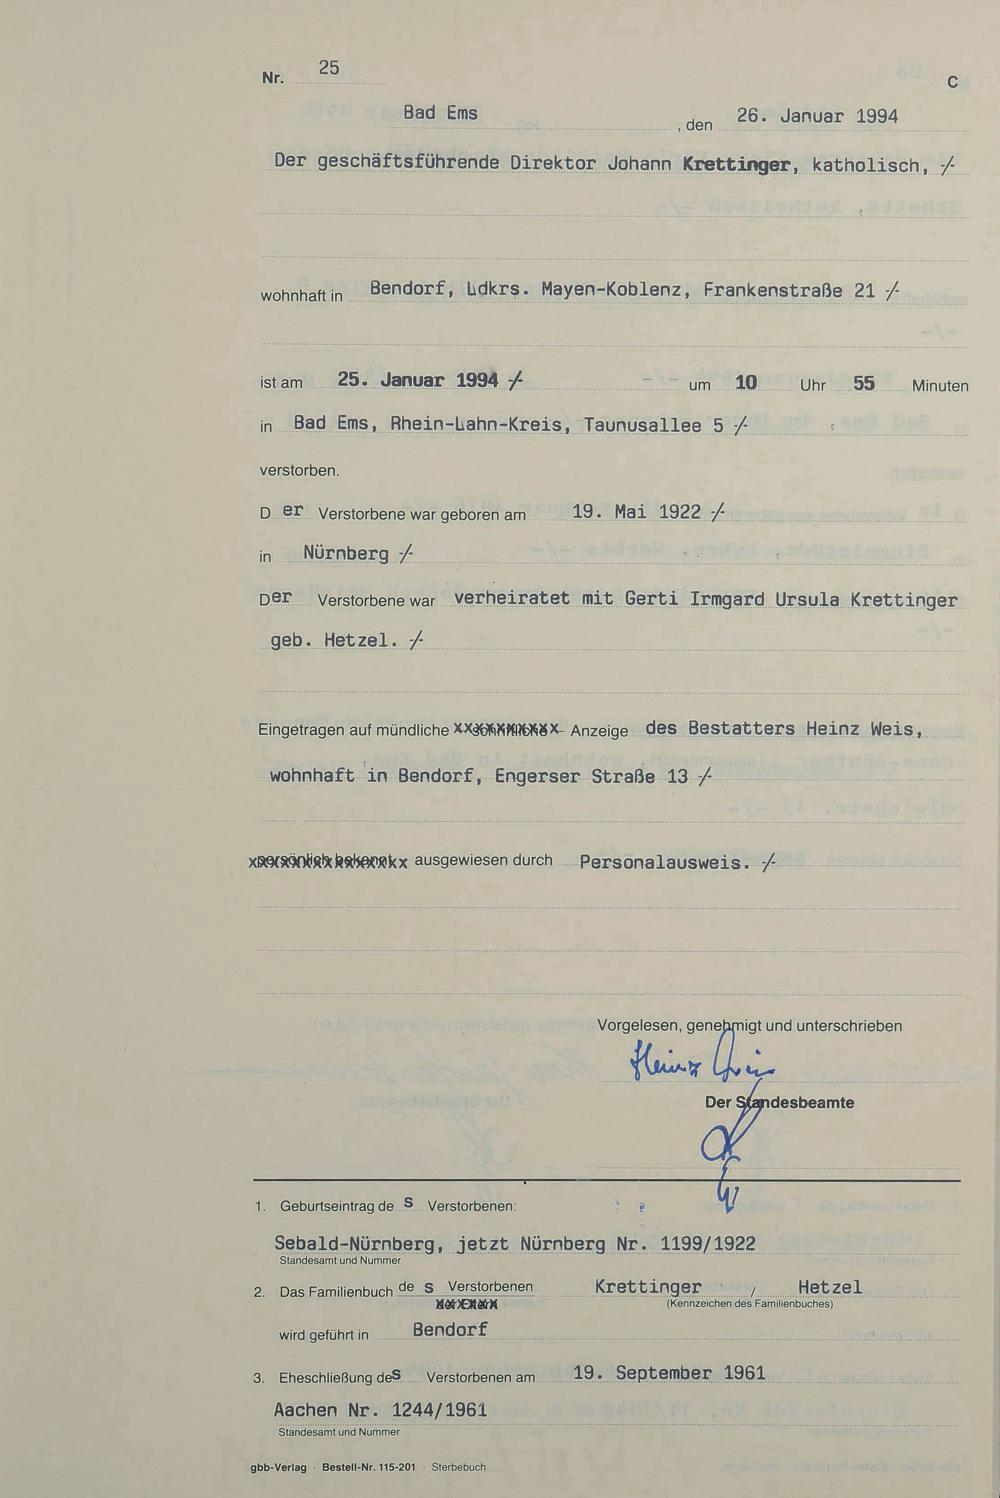 Nr. 25
C
Bad Ems , den 26. Januar 1994
Der geschäftsführende Direktor Johann Krettinger, katholisch, -/-
wohnhaft in Bendorf, Ldkrs. Mayen-Koblenz, Frankenstraße 21 -/-
ist am 25. Januar 1994 -/- um 10 Uhr 55 Minuten
in Bad Ems, Rhein-Lahn-Kreis, Taunusallee 5 -/-
verstorben.
D er Verstorbene war geboren am 19. Mai 1922 -/-
in Nürnberg -/-
Der Verstorbene war verheiratet mit Gerti Irmgard Ursula Krettinger
geb. Hetzel. -/-
Eingetragen auf mündliche schriftliche Anzeige des Bestatters Heinz Weis,
wohnhaft in Bendorf, Engerser Straße 13 -/-
persönlich bekannt ausgewiesen durch Personalausweis. -/-
Vorgelesen, genehmigt und unterschrieben
Heinz Weis
Der Standesbeamte
1. Geburtseintrag de s Verstorbenen:
Sebald-Nürnberg, jetzt Nürnberg Nr. 1199/1922
Standesamt und Nummer
2. Das Familienbuch de s Verstorbenen Krettinger / Hetzel
der Eltern (Kennzeichen des Familienbuches)
wird geführt in Bendorf
3. Eheschließung des Verstorbenen am 19. September 1961
Aachen Nr. 1244/1961
Standesamt und Nummer
gbb-Verlag · Bestell-Nr. 115-201 · Sterbebuch